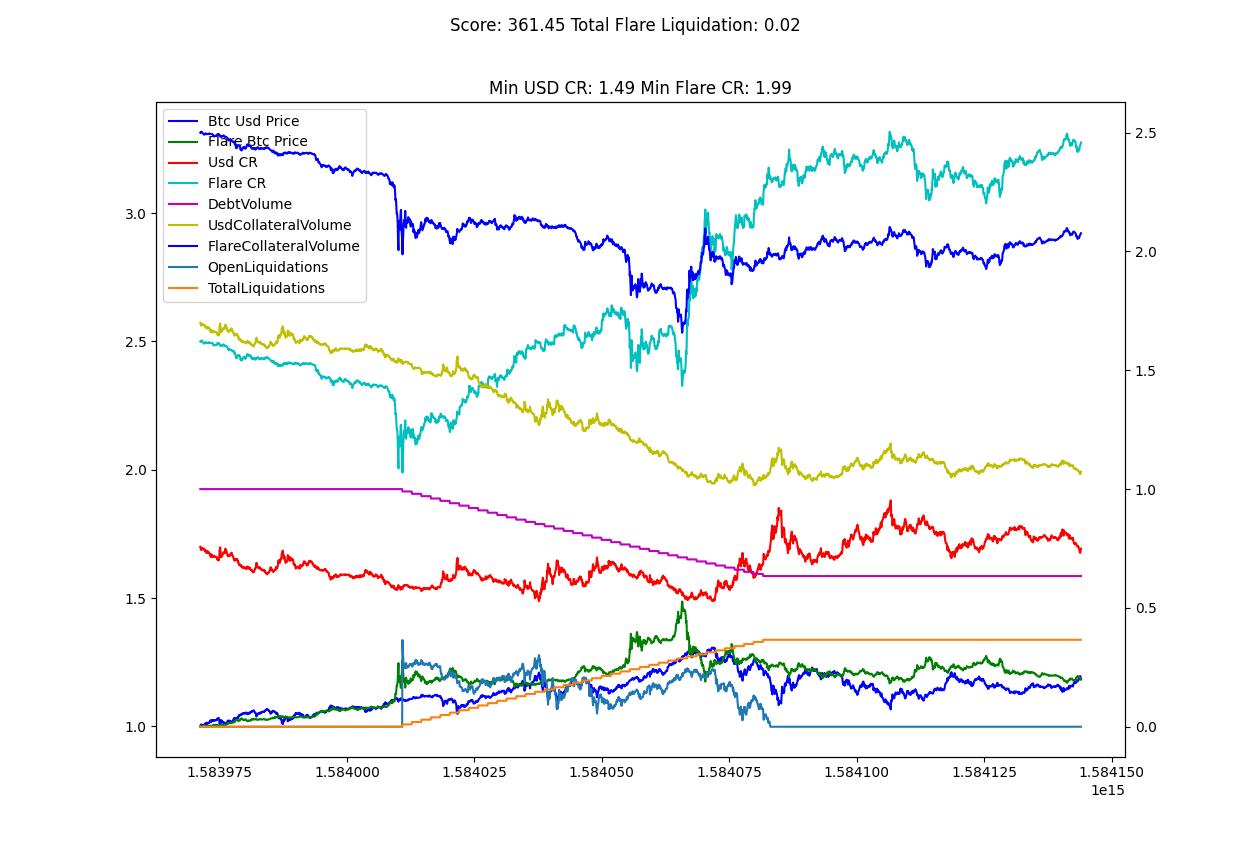 Score: 361.45 Total Flare Liquidation: 0.02
Min USD CR: 1.49 Min Flare CR: 1.99
Btc Usd Price
Flare Btc Price
Usd CR
Flare CR
DebtVolume
UsdCollateralVolume
FlareCollateralVolume
OpenLiquidations
TotalLiquidations
3.0
2.5
2.0
1.5
1.0
2.5
2.0
1.5
1.0
0.5
0.0
1.583975 1.584000 1.584025 1.584050 1.584075 1.584100 1.584125 1.584150
1e15